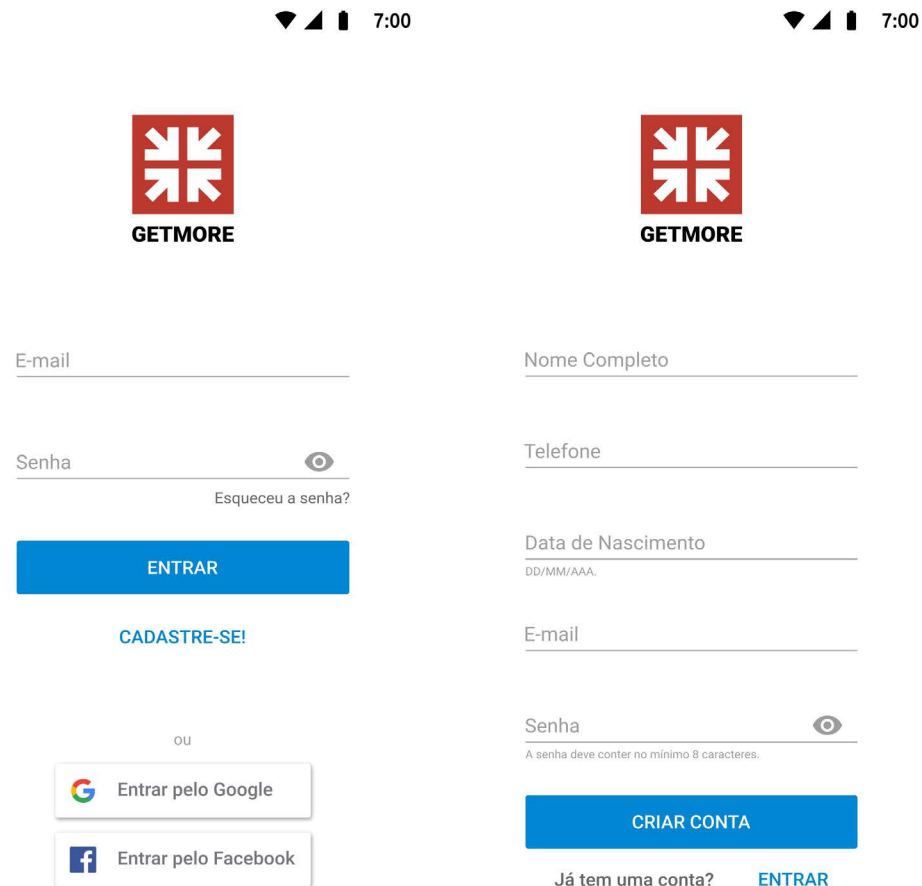 7:00
GETMORE
E-mail
Senha
Esqueceu a senha?
ENTRAR
CADASTRE-SE!
ou
Entrar pelo Google
Entrar pelo Facebook
7:00
GETMORE
Nome Completo
Telefone
Data de Nascimento
DD/MM/AAA.
E-mail
Senha
A senha deve conter no mínimo 8 caracteres.
CRIAR CONTA
Já tem uma conta? ENTRAR